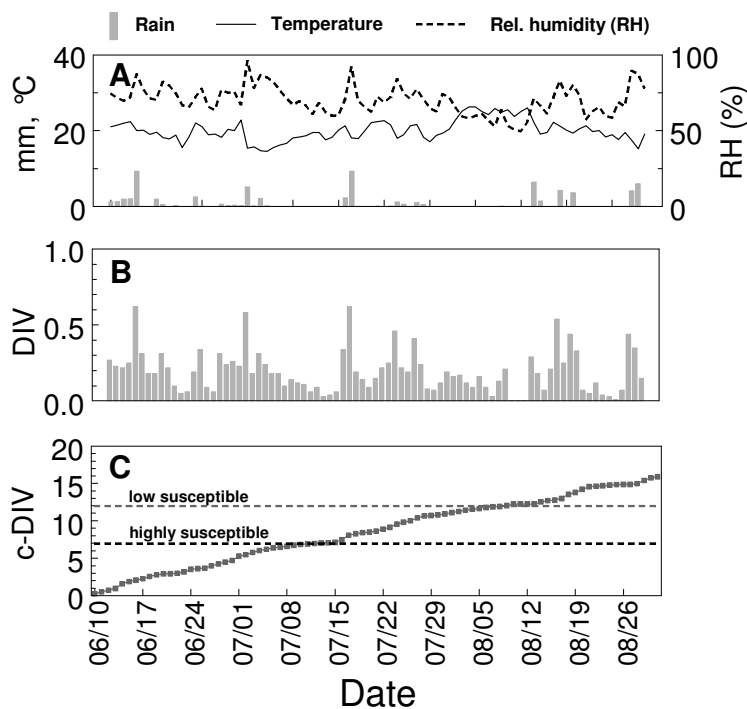 Rain Temperature Rel. humidity (RH)
A
40
20
0
mm, °C
100
50
0
RH (%)
B
1.0
0.5
0.0
DIV
C
20
15
10
5
0
c-DIV
low susceptible
highly susceptible
06/10 06/17 06/24 07/01 07/08 07/15 07/22 07/29 08/05 08/12 08/19 08/26
Date